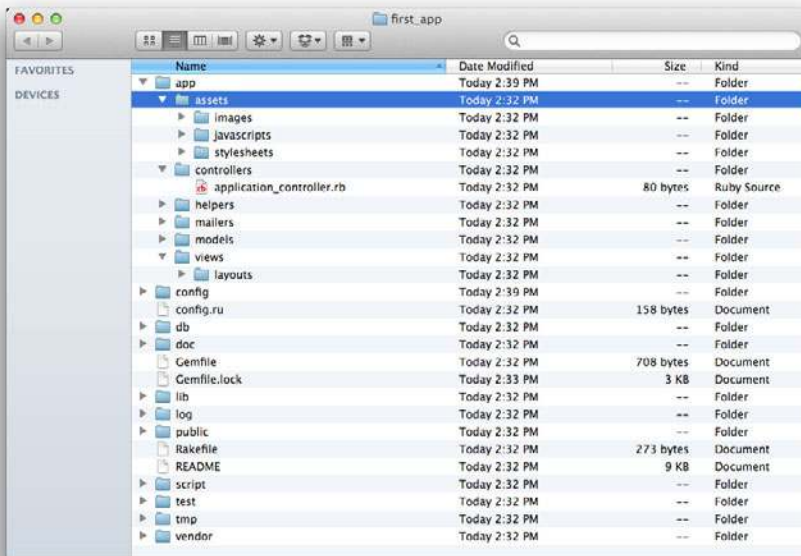 first_app
FAVORITES
DEVICES
Name Date Modified Size Kind
app Today 2:39 PM -- Folder
assets Today 2:32 PM -- Folder
images Today 2:32 PM -- Folder
javascripts Today 2:32 PM -- Folder
stylesheets Today 2:32 PM -- Folder
controllers Today 2:32 PM -- Folder
application_controller.rb Today 2:32 PM 80 bytes Ruby Source
helpers Today 2:32 PM -- Folder
mailers Today 2:32 PM -- Folder
models Today 2:32 PM -- Folder
views Today 2:32 PM -- Folder
layouts Today 2:32 PM -- Folder
config Today 2:39 PM -- Folder
config.ru Today 2:32 PM 158 bytes Document
db Today 2:32 PM -- Folder
doc Today 2:32 PM -- Folder
Gemfile Today 2:32 PM 708 bytes Document
Gemfile.lock Today 2:33 PM 3 KB Document
lib Today 2:32 PM -- Folder
log Today 2:32 PM -- Folder
public Today 2:32 PM -- Folder
Rakefile Today 2:32 PM 273 bytes Document
README Today 2:32 PM 9 KB Document
script Today 2:32 PM -- Folder
test Today 2:32 PM -- Folder
tmp Today 2:32 PM -- Folder
vendor Today 2:32 PM -- Folder